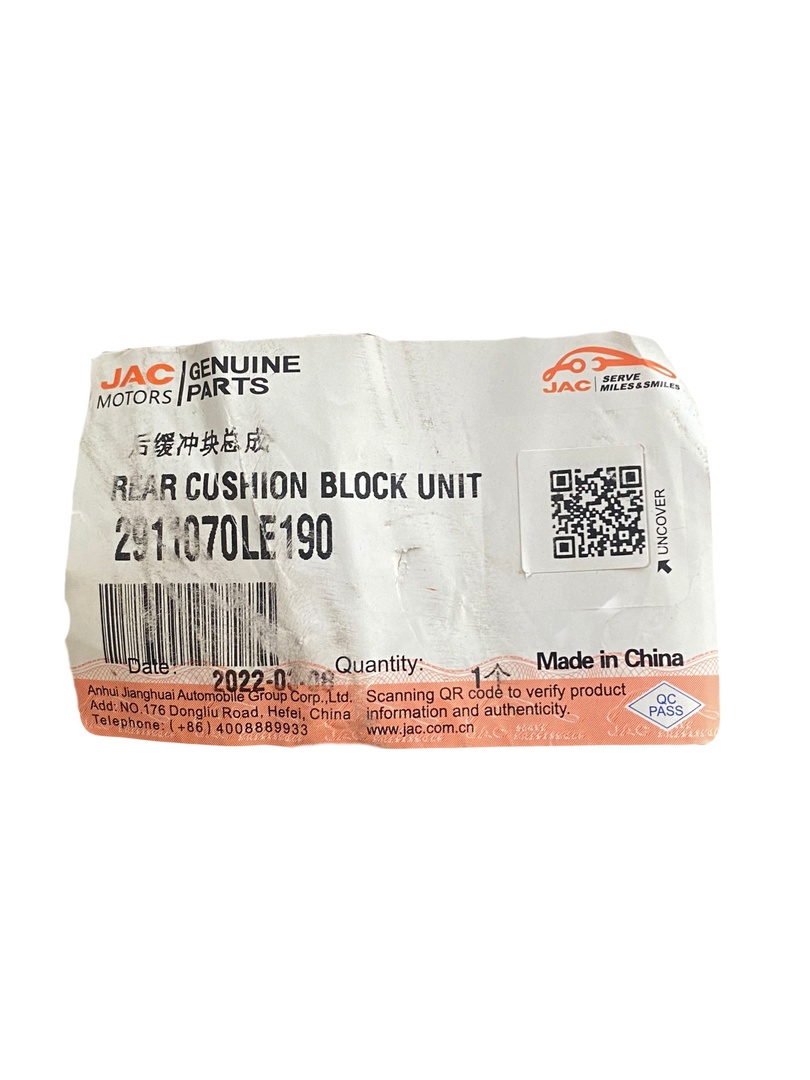 JAC MOTORS
GENUINE PARTS
JAC SERVE MILES&SMILES
后缓冲块总成
REAR CUSHION BLOCK UNIT
UNCOVER
Date:
Quantity: 1个
Made in China
Anhui Jianghuai Automobile Group Corp.,Ltd.
Add: NO.176 Dongliu Road, Hefei, China
Telephone: (+86) 4008889933
Scanning QR code to verify product
information and authenticity.
www.jac.com.cn
QC
PASS